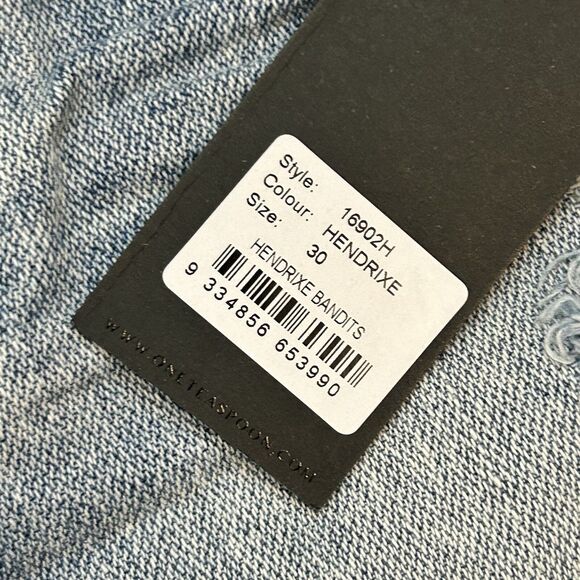 Style: 16902H
Colour: HENDRIXE
Size: 30
HENDRIXE BANDITS
9 334856 653990
WWW.ONETEASPOON.COM